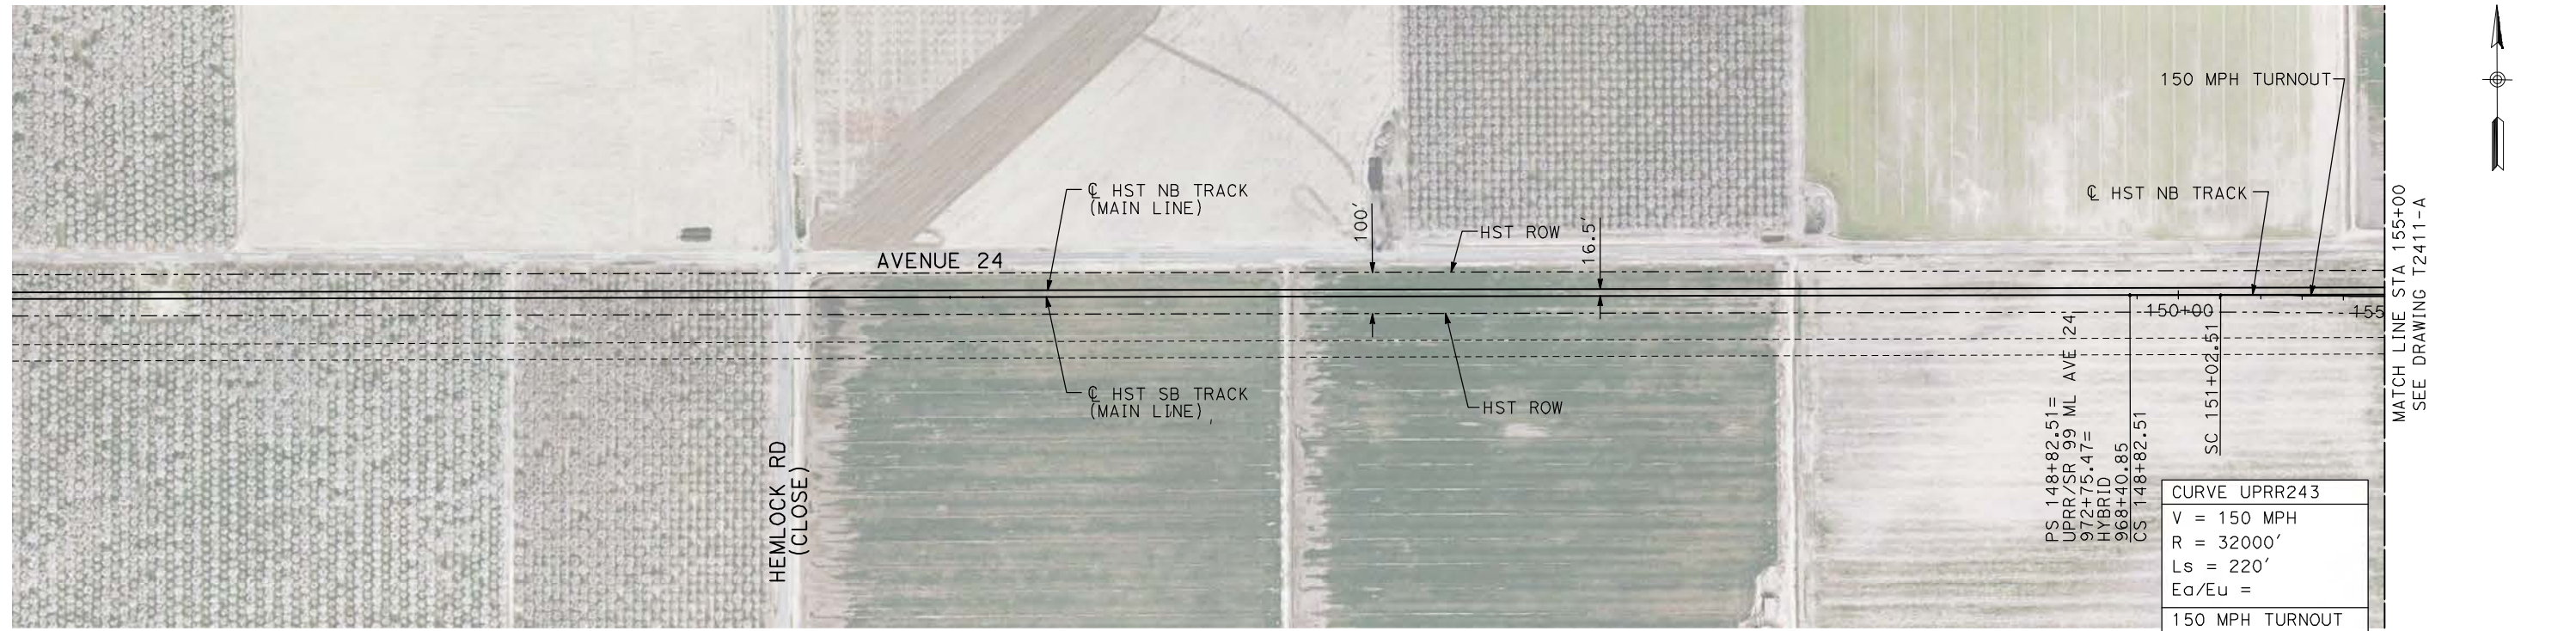 150 MPH TURNOUT
℄ HST NB TRACK
(MAIN LINE)
℄ HST NB TRACK
100'
HST ROW
16.5'
AVENUE 24
150+00
155
℄ HST SB TRACK
(MAIN LINE)
HST ROW
HEMLOCK RD
(CLOSE)
PS 148+82.51=
UPRR/SR 99 ML AVE 24
972+75.47=
HYBRID
968+40.85
CS 148+82.51
SC 151+02.51
MATCH LINE STA 155+00
SEE DRAWING T2411-A
CURVE UPRR243
V = 150 MPH
R = 32000'
Ls = 220'
Ea/Eu =
150 MPH TURNOUT